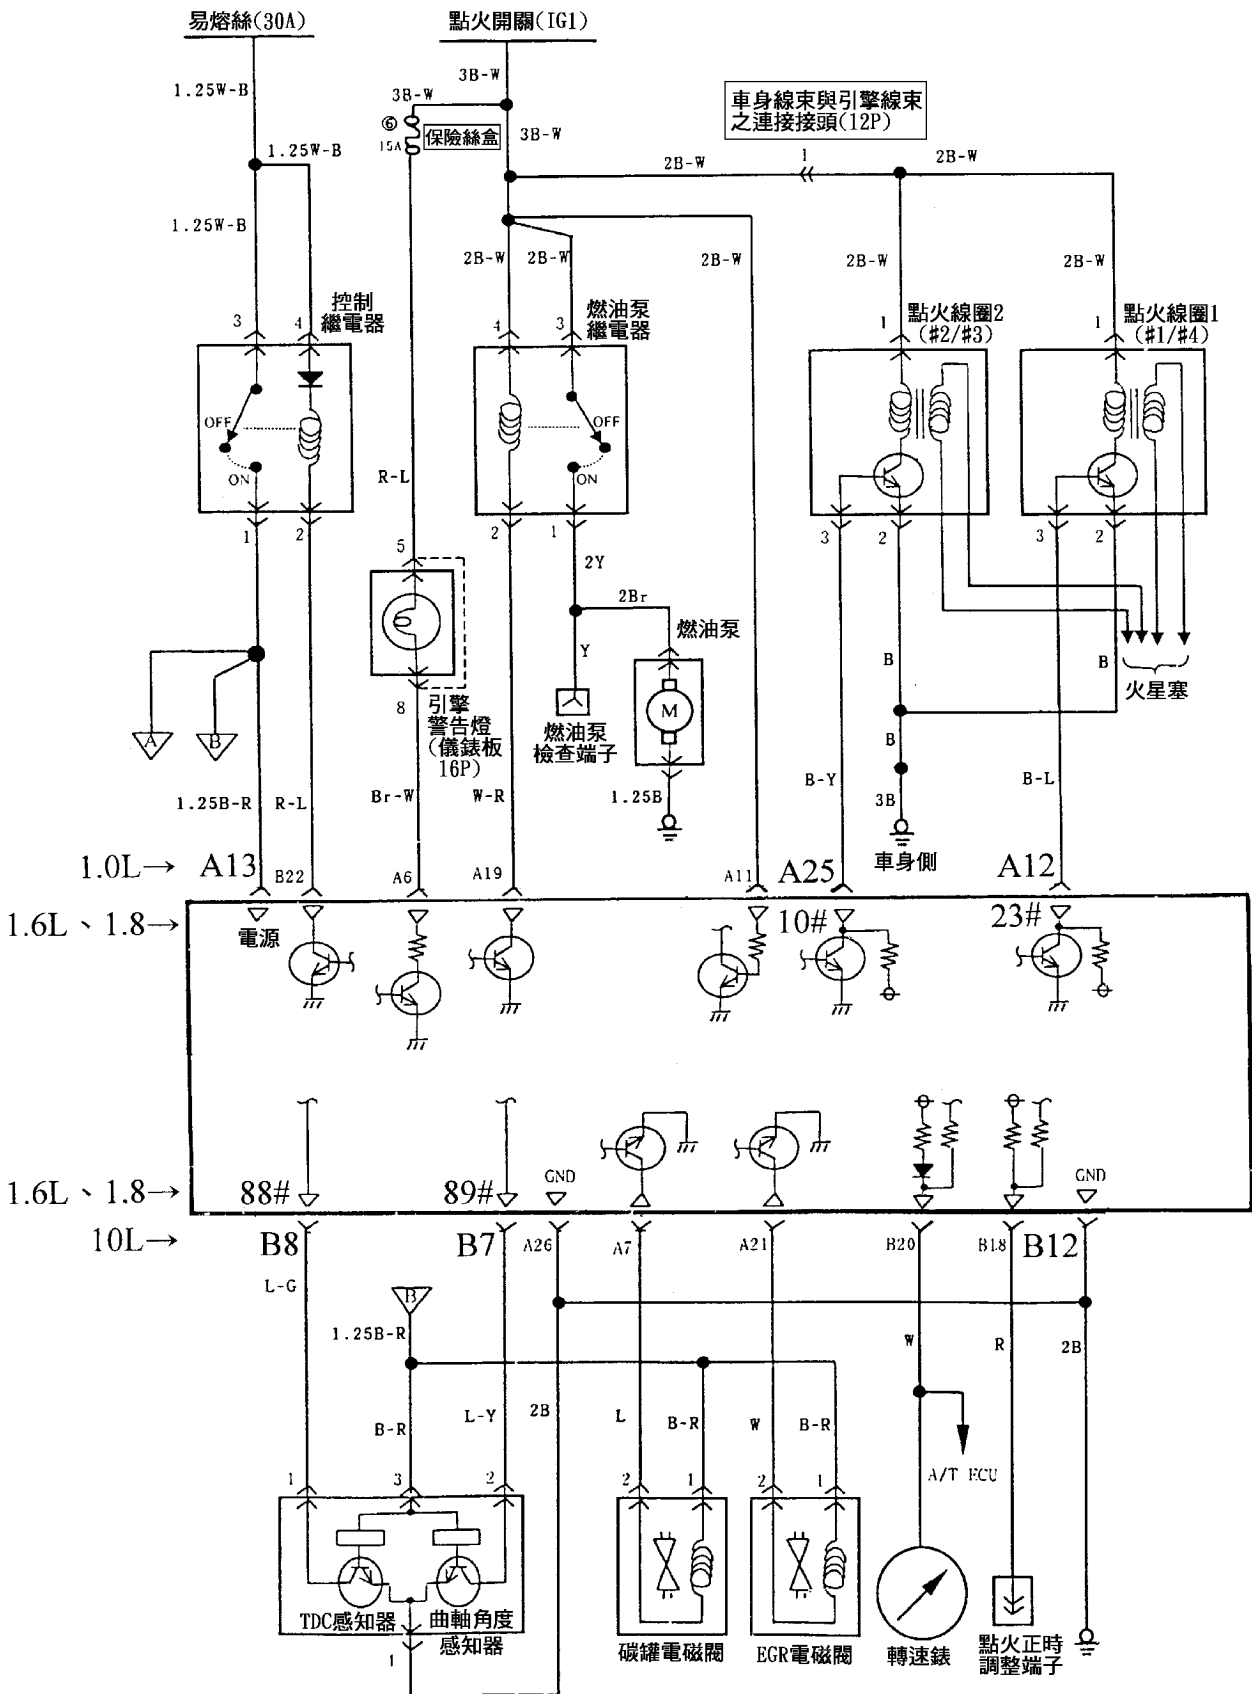 易熔絲(30A)
點火開關(IG1)
1.25W-B
3B-W
3B-W
⑥
15A
保險絲盒
3B-W
車身線束與引擎線束
之連接接頭(12P)
1.25W-B
2B-W
1
2B-W
1.25W-B
2B-W
2B-W
2B-W
2B-W
2B-W
控制
繼電器
燃油泵
繼電器
點火線圈2
(#2/#3)
點火線圈1
(#1/#4)
3
4
4
3
1
1
OFF
ON
OFF
ON
R-L
1
2
2
1
3
2
3
2
5
2Y
2Br
燃油泵
Y
M
B
B
火星塞
8
引擎
警告燈
(儀錶板
16P)
燃油泵
檢查端子
A
B
B
1.25B-R
R-L
Br-W
W-R
1.25B
B-Y
3B
B-L
車身側
1.0L→
A13
B22
A6
A19
A11
A25
A12
1.6L、1.8→
電源
10#
23#
1.6L、1.8→
88#
89#
GND
GND
10L→
B8
B7
A26
A7
A21
B20
B18
B12
L-G
B
1.25B-R
W
R
2B
B-R
L-Y
2B
L
B-R
W
B-R
A/T ECU
1
3
2
2
1
2
1
TDC感知器
曲軸角度
感知器
1
碳罐電磁閥
EGR電磁閥
轉速錶
點火正時
調整端子